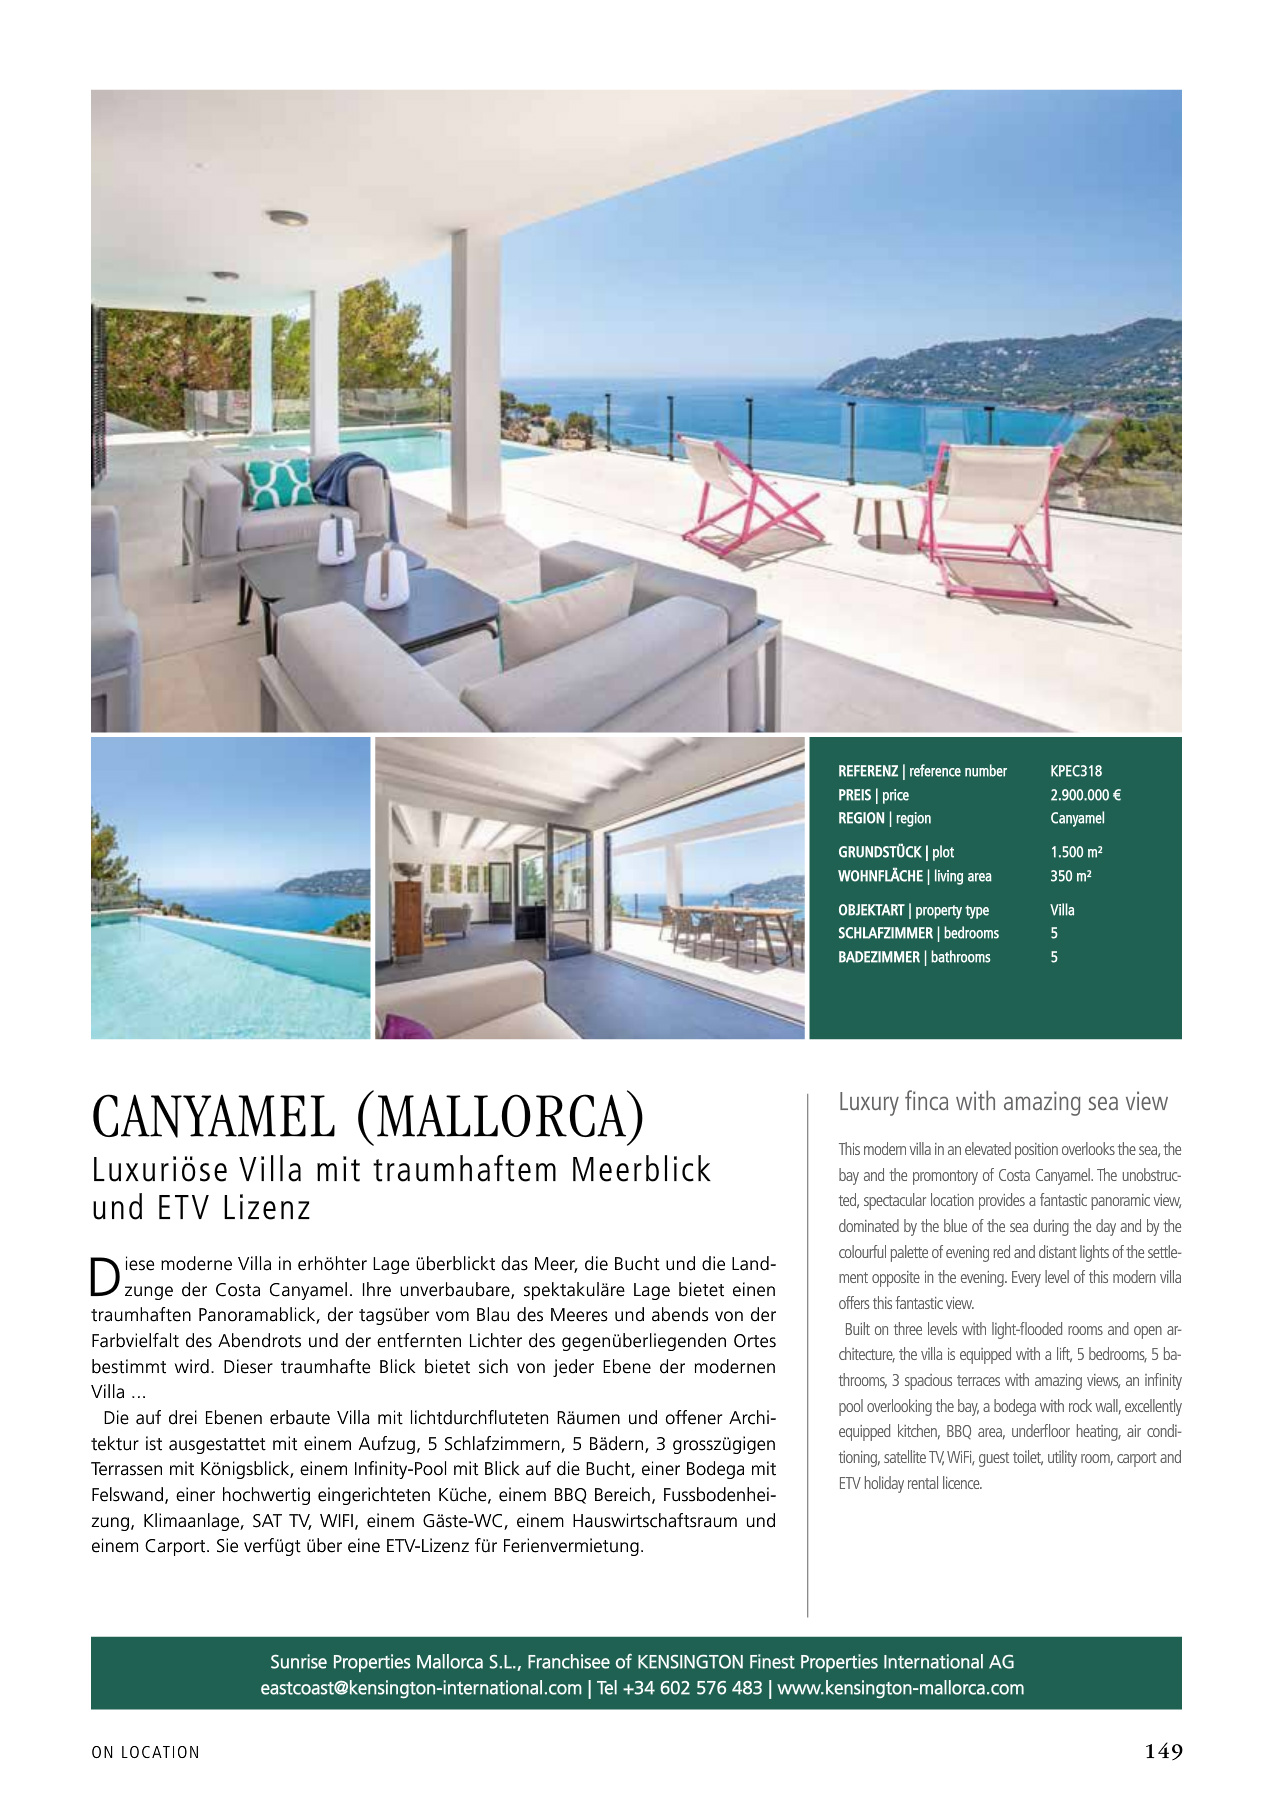 REFERENZ | reference number KPEC318
PREIS | price 2.900.000 €
REGION | region Canyamel
GRUNDSTÜCK | plot 1.500 m²
WOHNFLÄCHE | living area 350 m²
OBJEKTART | property type Villa
SCHLAFZIMMER | bedrooms 5
BADEZIMMER | bathrooms 5
CANYAMEL (MALLORCA)
Luxuriöse Villa mit traumhaftem Meerblick
und ETV Lizenz
Diese moderne Villa in erhöhter Lage überblickt das Meer, die Bucht und die Land-
zunge der Costa Canyamel. Ihre unverbaubare, spektakuläre Lage bietet einen
traumhaften Panoramablick, der tagsüber vom Blau des Meeres und abends von der
Farbvielfalt des Abendrots und der entfernten Lichter des gegenüberliegenden Ortes
bestimmt wird. Dieser traumhafte Blick bietet sich von jeder Ebene der modernen
Villa ...
Die auf drei Ebenen erbaute Villa mit lichtdurchfluteten Räumen und offener Archi-
tektur ist ausgestattet mit einem Aufzug, 5 Schlafzimmern, 5 Bädern, 3 grosszügigen
Terrassen mit Königsblick, einem Infinity-Pool mit Blick auf die Bucht, einer Bodega mit
Felswand, einer hochwertig eingerichteten Küche, einem BBQ Bereich, Fussbodenhei-
zung, Klimaanlage, SAT TV, WIFI, einem Gäste-WC, einem Hauswirtschaftsraum und
einem Carport. Sie verfügt über eine ETV-Lizenz für Ferienvermietung.
Luxury finca with amazing sea view
This modern villa in an elevated position overlooks the sea, the
bay and the promontory of Costa Canyamel. The unobstruc-
ted, spectacular location provides a fantastic panoramic view,
dominated by the blue of the sea during the day and by the
colourful palette of evening red and distant lights of the settle-
ment opposite in the evening. Every level of this modern villa
offers this fantastic view.
Built on three levels with light-flooded rooms and open ar-
chitecture, the villa is equipped with a lift, 5 bedrooms, 5 ba-
throoms, 3 spacious terraces with amazing views, an infinity
pool overlooking the bay, a bodega with rock wall, excellently
equipped kitchen, BBQ area, underfloor heating, air condi-
tioning, satellite TV, WiFi, guest toilet, utility room, carport and
ETV holiday rental licence.
Sunrise Properties Mallorca S.L., Franchisee of KENSINGTON Finest Properties International AG
eastcoast@kensington-international.com | Tel +34 602 576 483 | www.kensington-mallorca.com
ON LOCATION 149